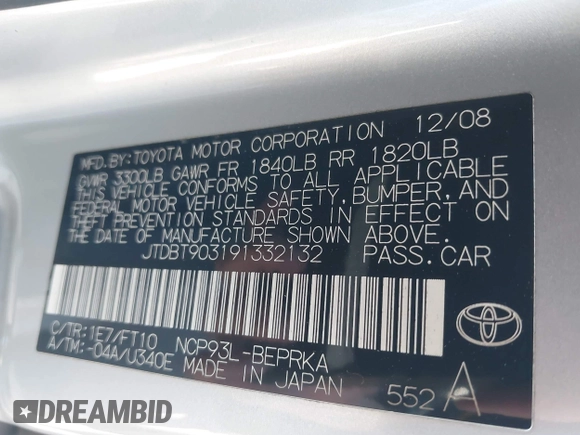 MFD. BY: TOYOTA MOTOR CORPORATION 12/08
GVWR 3300LB GAWR FR 1840LB RR 1820LB
THIS VEHICLE CONFORMS TO ALL APPLICABLE
FEDERAL MOTOR VEHICLE SAFETY, BUMPER, AND
THEFT PREVENTION STANDARDS IN EFFECT
ON THE DATE OF MANUFACTURE SHOWN ABOVE.
JTDBT903191332132 PASS. CAR
C/TR: 1E7/FT10 NCP93L-BEPRKA
A/TM: -04A/U340E MADE IN JAPAN
552 A
DREAMBID